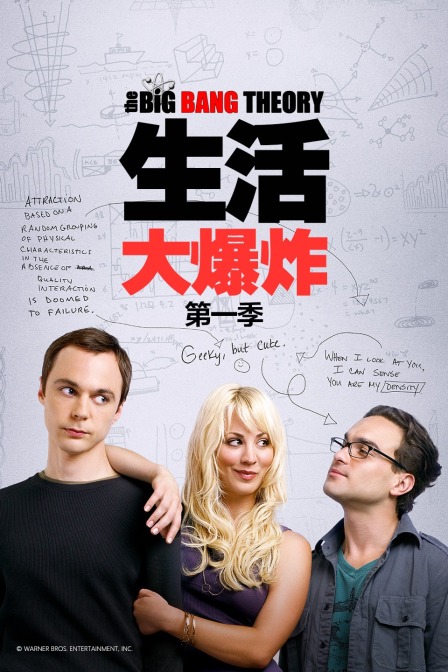 the BiG BANG THEORY
生活
大爆炸
第一季
ATTRACTION
BASED ON A
RANDOM GROUPING
OF PHYSICAL
CHARACTERISTICS
IN THE
ABSENCE OF
QUALITY
INTERACTION
IS DOOMED
TO FAILURE.
Geeky, but cute.
WHEN I LOOK AT YOU,
I CAN SENSE
YOU ARE MY DENSITY
© WARNER BROS. ENTERTAINMENT, INC.